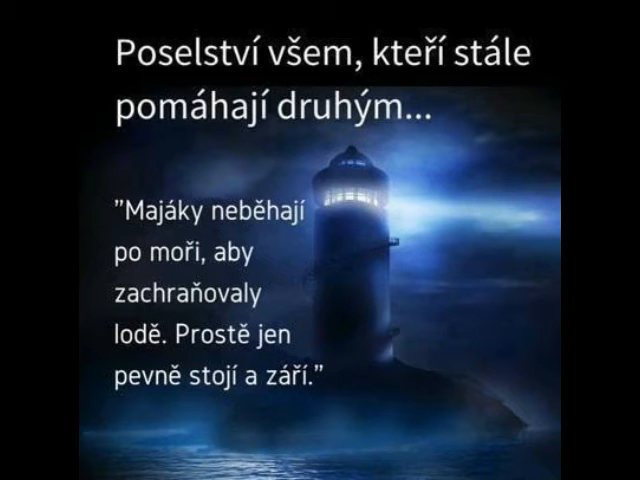 Poselství všem, kteří stále
pomáhají druhým...
”Majáky neběhají
po moři, aby
zachraňovaly
lodě. Prostě jen
pevně stojí a září.”